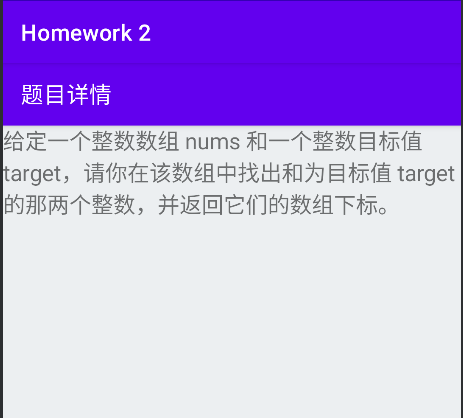 Homework 2
题目详情
给定一个整数数组 nums 和一个整数目标值
target，请你在该数组中找出和为目标值 target
的那两个整数，并返回它们的数组下标。